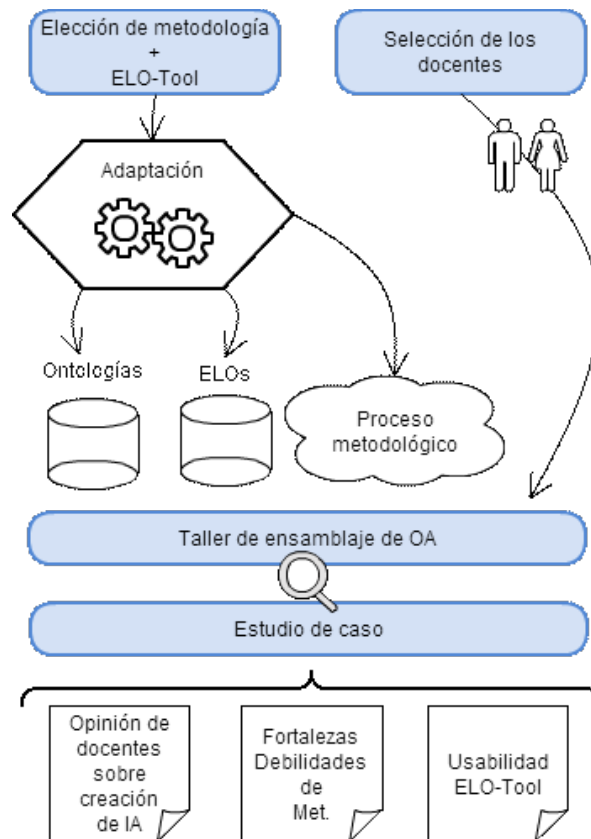 Elección de metodología
+
ELO-Tool
Selección de los
docentes
Adaptación
Ontologías
ELOs
Proceso
metodológico
Taller de ensamblaje de OA
Estudio de caso
Opinión de
docentes
sobre
creación
de IA
Fortalezas
Debilidades
de
Met.
Usabilidad
ELO-Tool